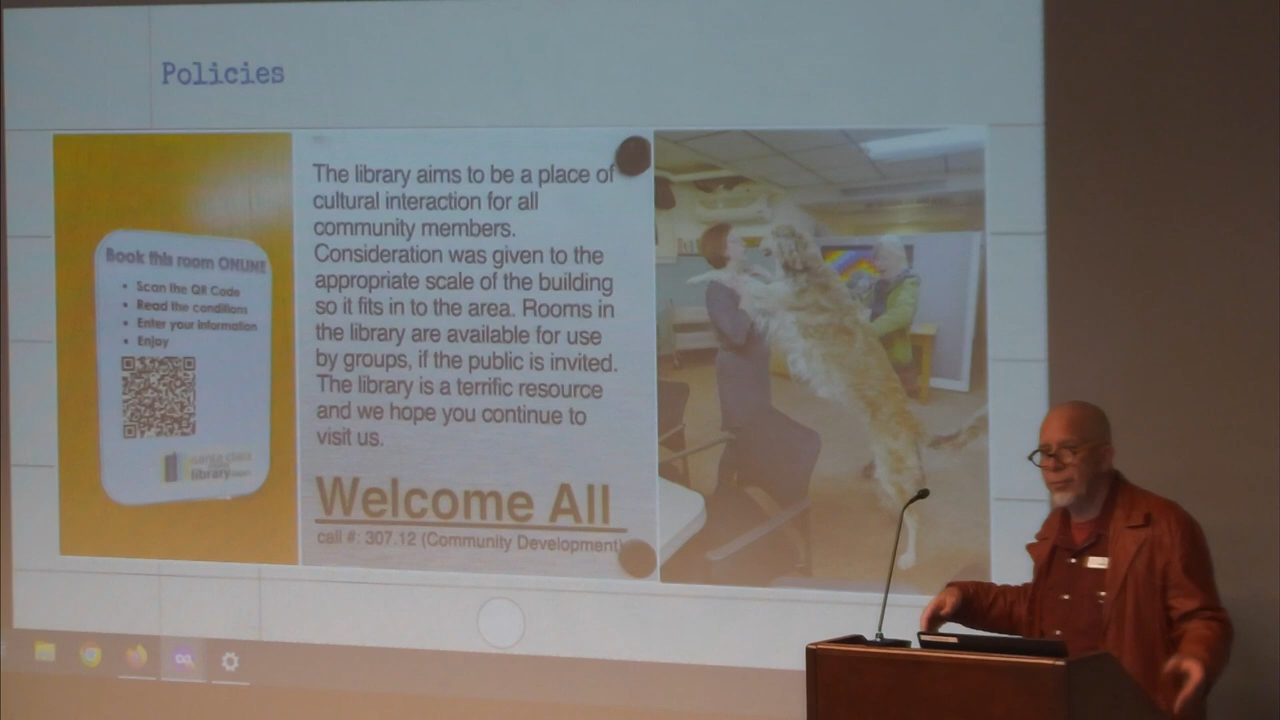 Policies
Book this room ONLINE
• Scan the QR Code
• Read the conditions
• Enter your information
• Enjoy
santa clara
library
The library aims to be a place of
cultural interaction for all
community members.
Consideration was given to the
appropriate scale of the building
so it fits in to the area. Rooms in
the library are available for use
by groups, if the public is invited.
The library is a terrific resource
and we hope you continue to
visit us.
Welcome All
call #: 307.12 (Community Development)